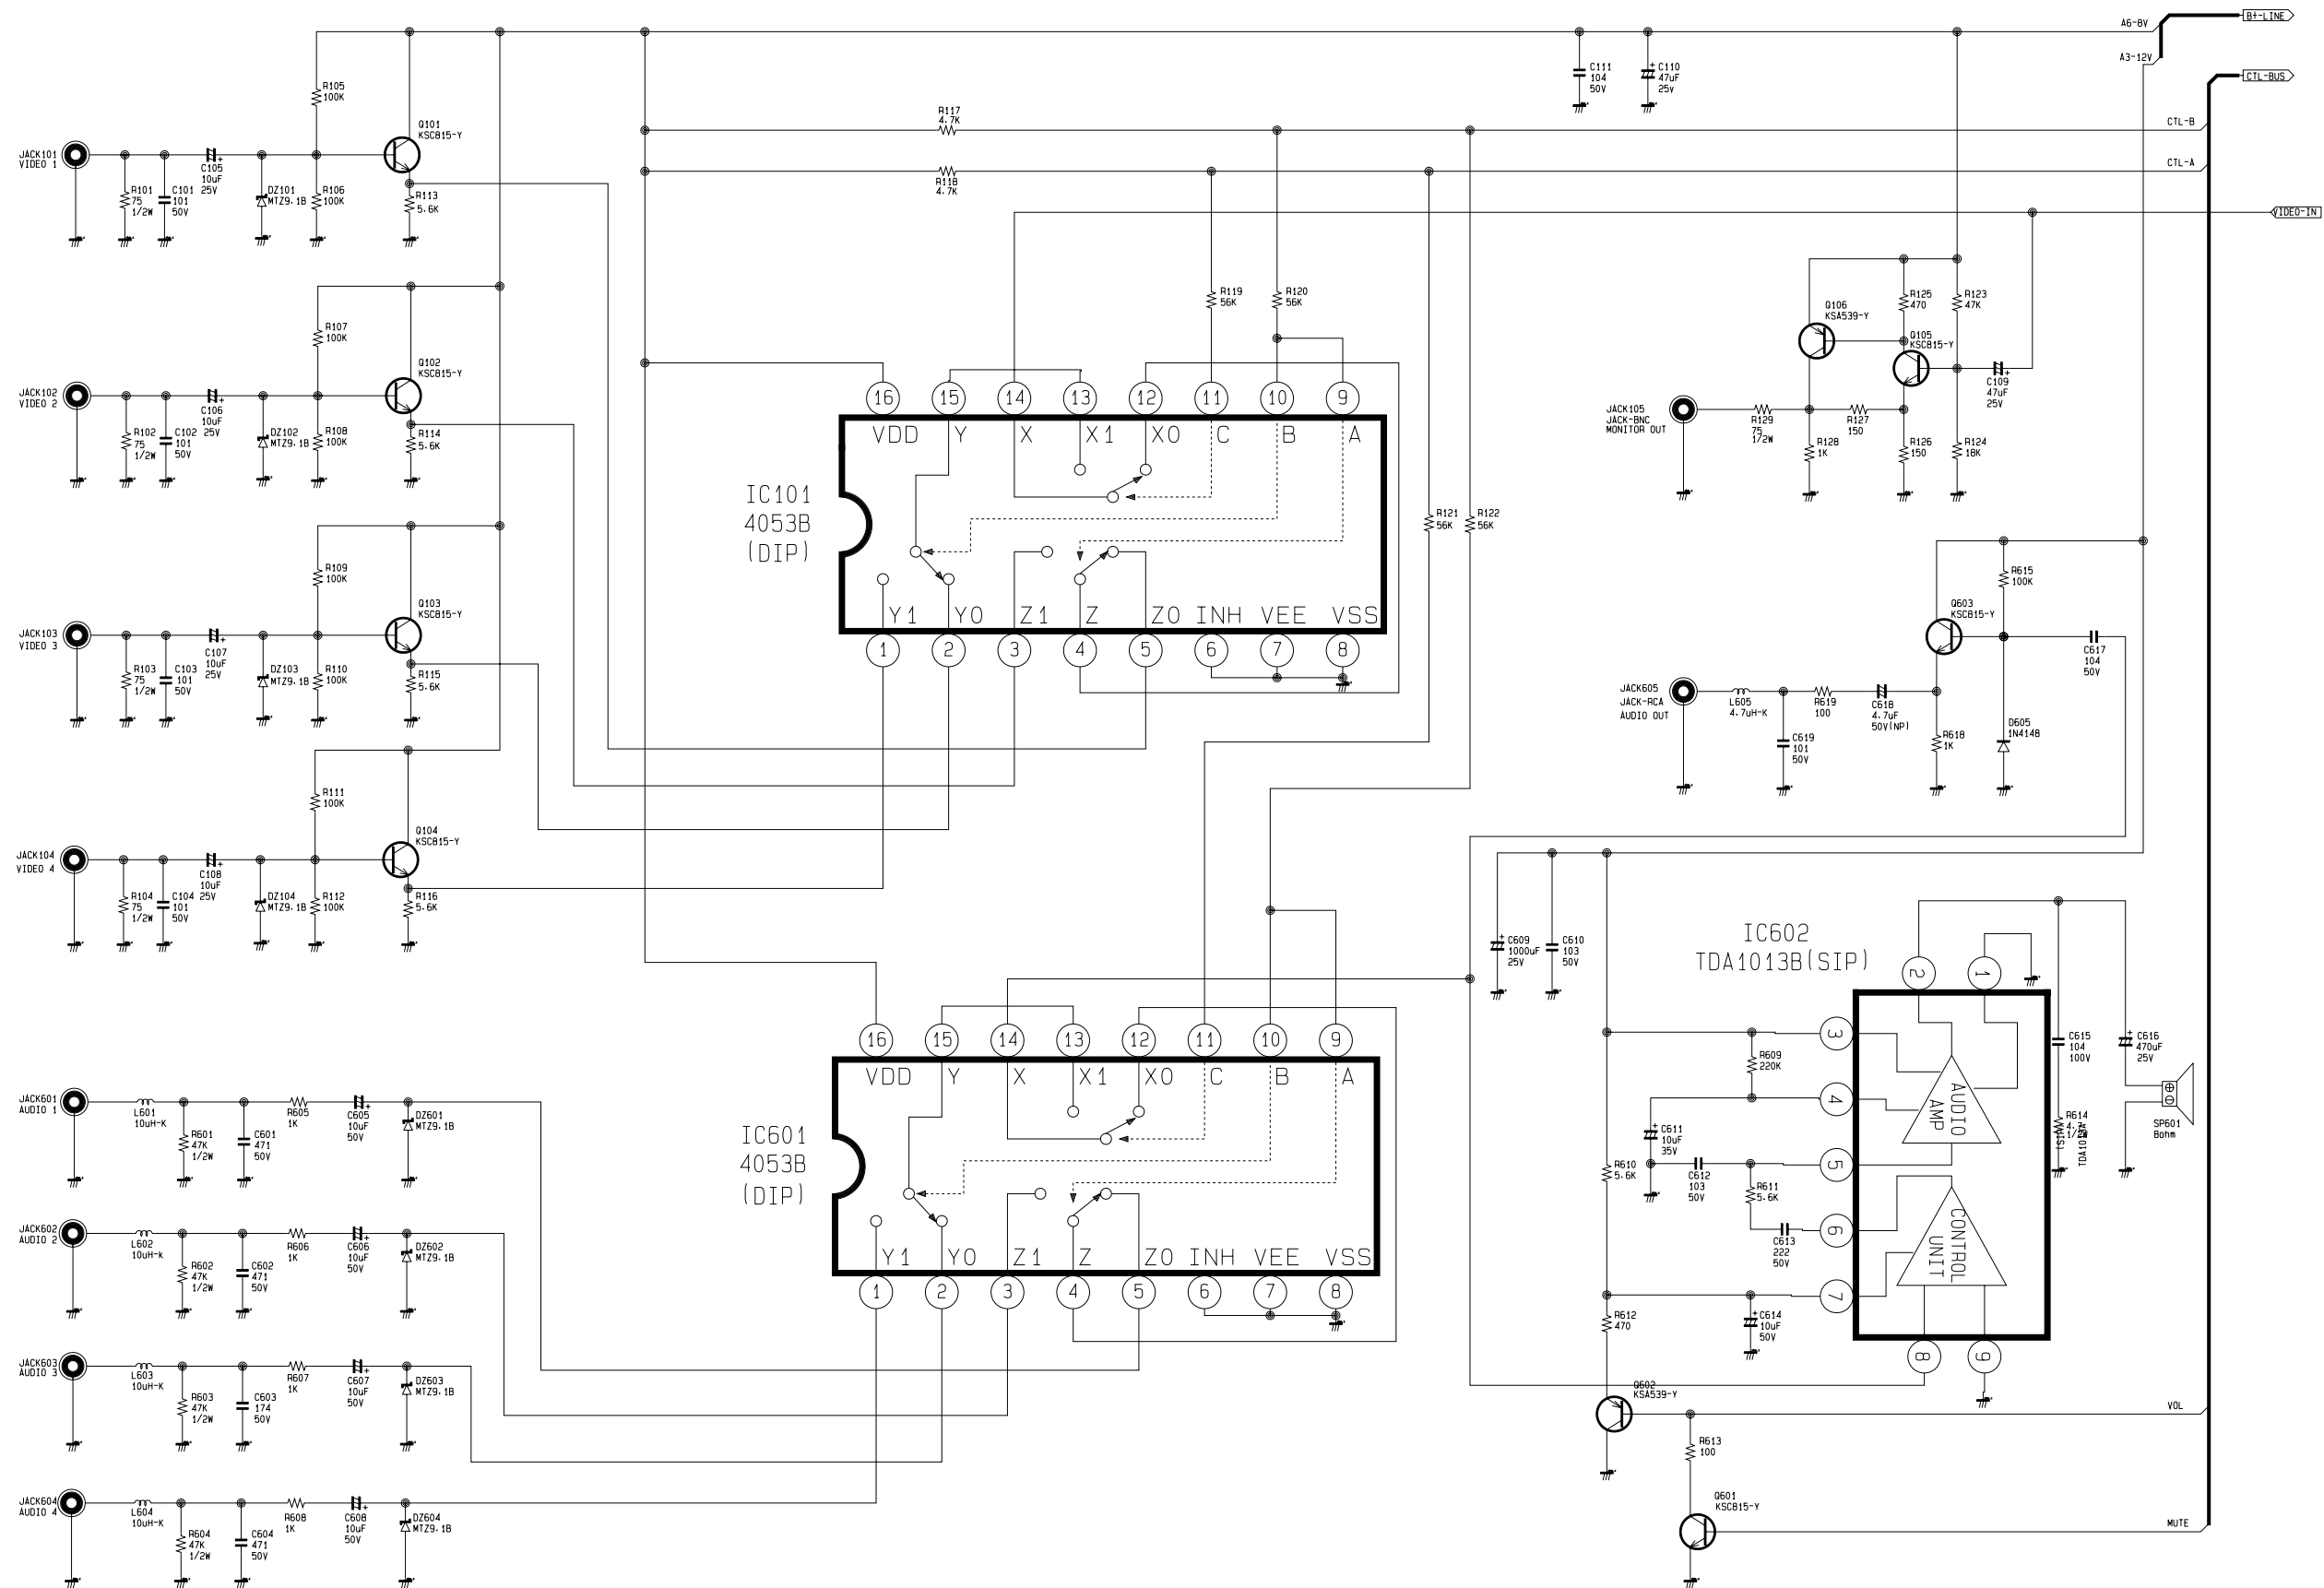 A6-8V
B+-LINE
A3-12V
CTL-BUS
CTL-B
CTL-A
VIDEO-IN
C111
104
50V
C110
47uF
25v
R117
4.7K
R118
4.7K
R105
100K
Q101
KSC815-Y
JACK101
VIDEO 1
R101
75
1/2W
C101
101
50V
C105
10uF
25V
DZ101
MTZ9.1B
R106
100K
R113
5.6K
R107
100K
Q102
KSC815-Y
JACK102
VIDEO 2
R102
75
1/2W
C102
101
50V
C106
10uF
25V
DZ102
MTZ9.1B
R108
100K
R114
5.6K
R109
100K
Q103
KSC815-Y
JACK103
VIDEO 3
R103
75
1/2W
C103
101
50V
C107
10uF
25V
DZ103
MTZ9.1B
R110
100K
R115
5.6K
R111
100K
Q104
KSC815-Y
JACK104
VIDEO 4
R104
75
1/2W
C104
101
50V
C108
10uF
25V
DZ104
MTZ9.1B
R112
100K
R116
5.6K
R119
56K
R120
56K
R121
56K
R122
56K
16 15 14 13 12 11 10 9
VDD Y X X1 X0 C B A
IC101
4053B
(DIP)
Y1 Y0 Z1 Z Z0 INH VEE VSS
1 2 3 4 5 6 7 8
Q106
KSA539-Y
R125
470
R123
47K
Q105
KSC815-Y
C109
47uF
25V
JACK105
JACK-BNC
MONITOR OUT
R129
75
1/2W
R128
1K
R127
150
R126
150
R124
18K
R615
100K
Q603
KSC815-Y
C617
104
50V
JACK605
JACK-RCA
AUDIO OUT
L605
4.7uH-K
R619
100
C618
4.7uF
50V(NP)
C619
101
50V
R618
1K
D605
1N4148
C609
1000uF
25V
C610
103
50V
IC602
TDA1013B(SIP)
2 1
3
4
5
6
7
8 9
AUDIO
AMP
CONTROL
UNIT
R609
220K
C611
10uF
35V
R610
5.6K
C612
103
50V
R611
5.6K
C613
222
50V
R612
470
C614
10uF
50V
C615
104
100V
C616
470uF
25V
R614
SP601
8ohm
Q602
KSA539-Y
VOL
R613
100
Q601
KSC815-Y
MUTE
16 15 14 13 12 11 10 9
VDD Y X X1 X0 C B A
IC601
4053B
(DIP)
Y1 Y0 Z1 Z Z0 INH VEE VSS
1 2 3 4 5 6 7 8
JACK601
AUDIO 1
L601
10uH-K
R601
47K
1/2W
C601
471
50V
R605
1K
C605
10uF
50V
DZ601
MTZ9.1B
JACK602
AUDIO 2
L602
10uH-k
R602
47K
1/2W
C602
471
50V
R606
1K
C606
10uF
50V
DZ602
MTZ9.1B
JACK603
AUDIO 3
L603
10uH-K
R603
47K
1/2W
C603
174
50V
R607
1K
C607
10uF
50V
DZ603
MTZ9.1B
JACK604
AUDIO 4
L604
10uH-K
R604
47K
1/2W
C604
471
50V
R608
1K
C608
10uF
50V
DZ604
MTZ9.1B